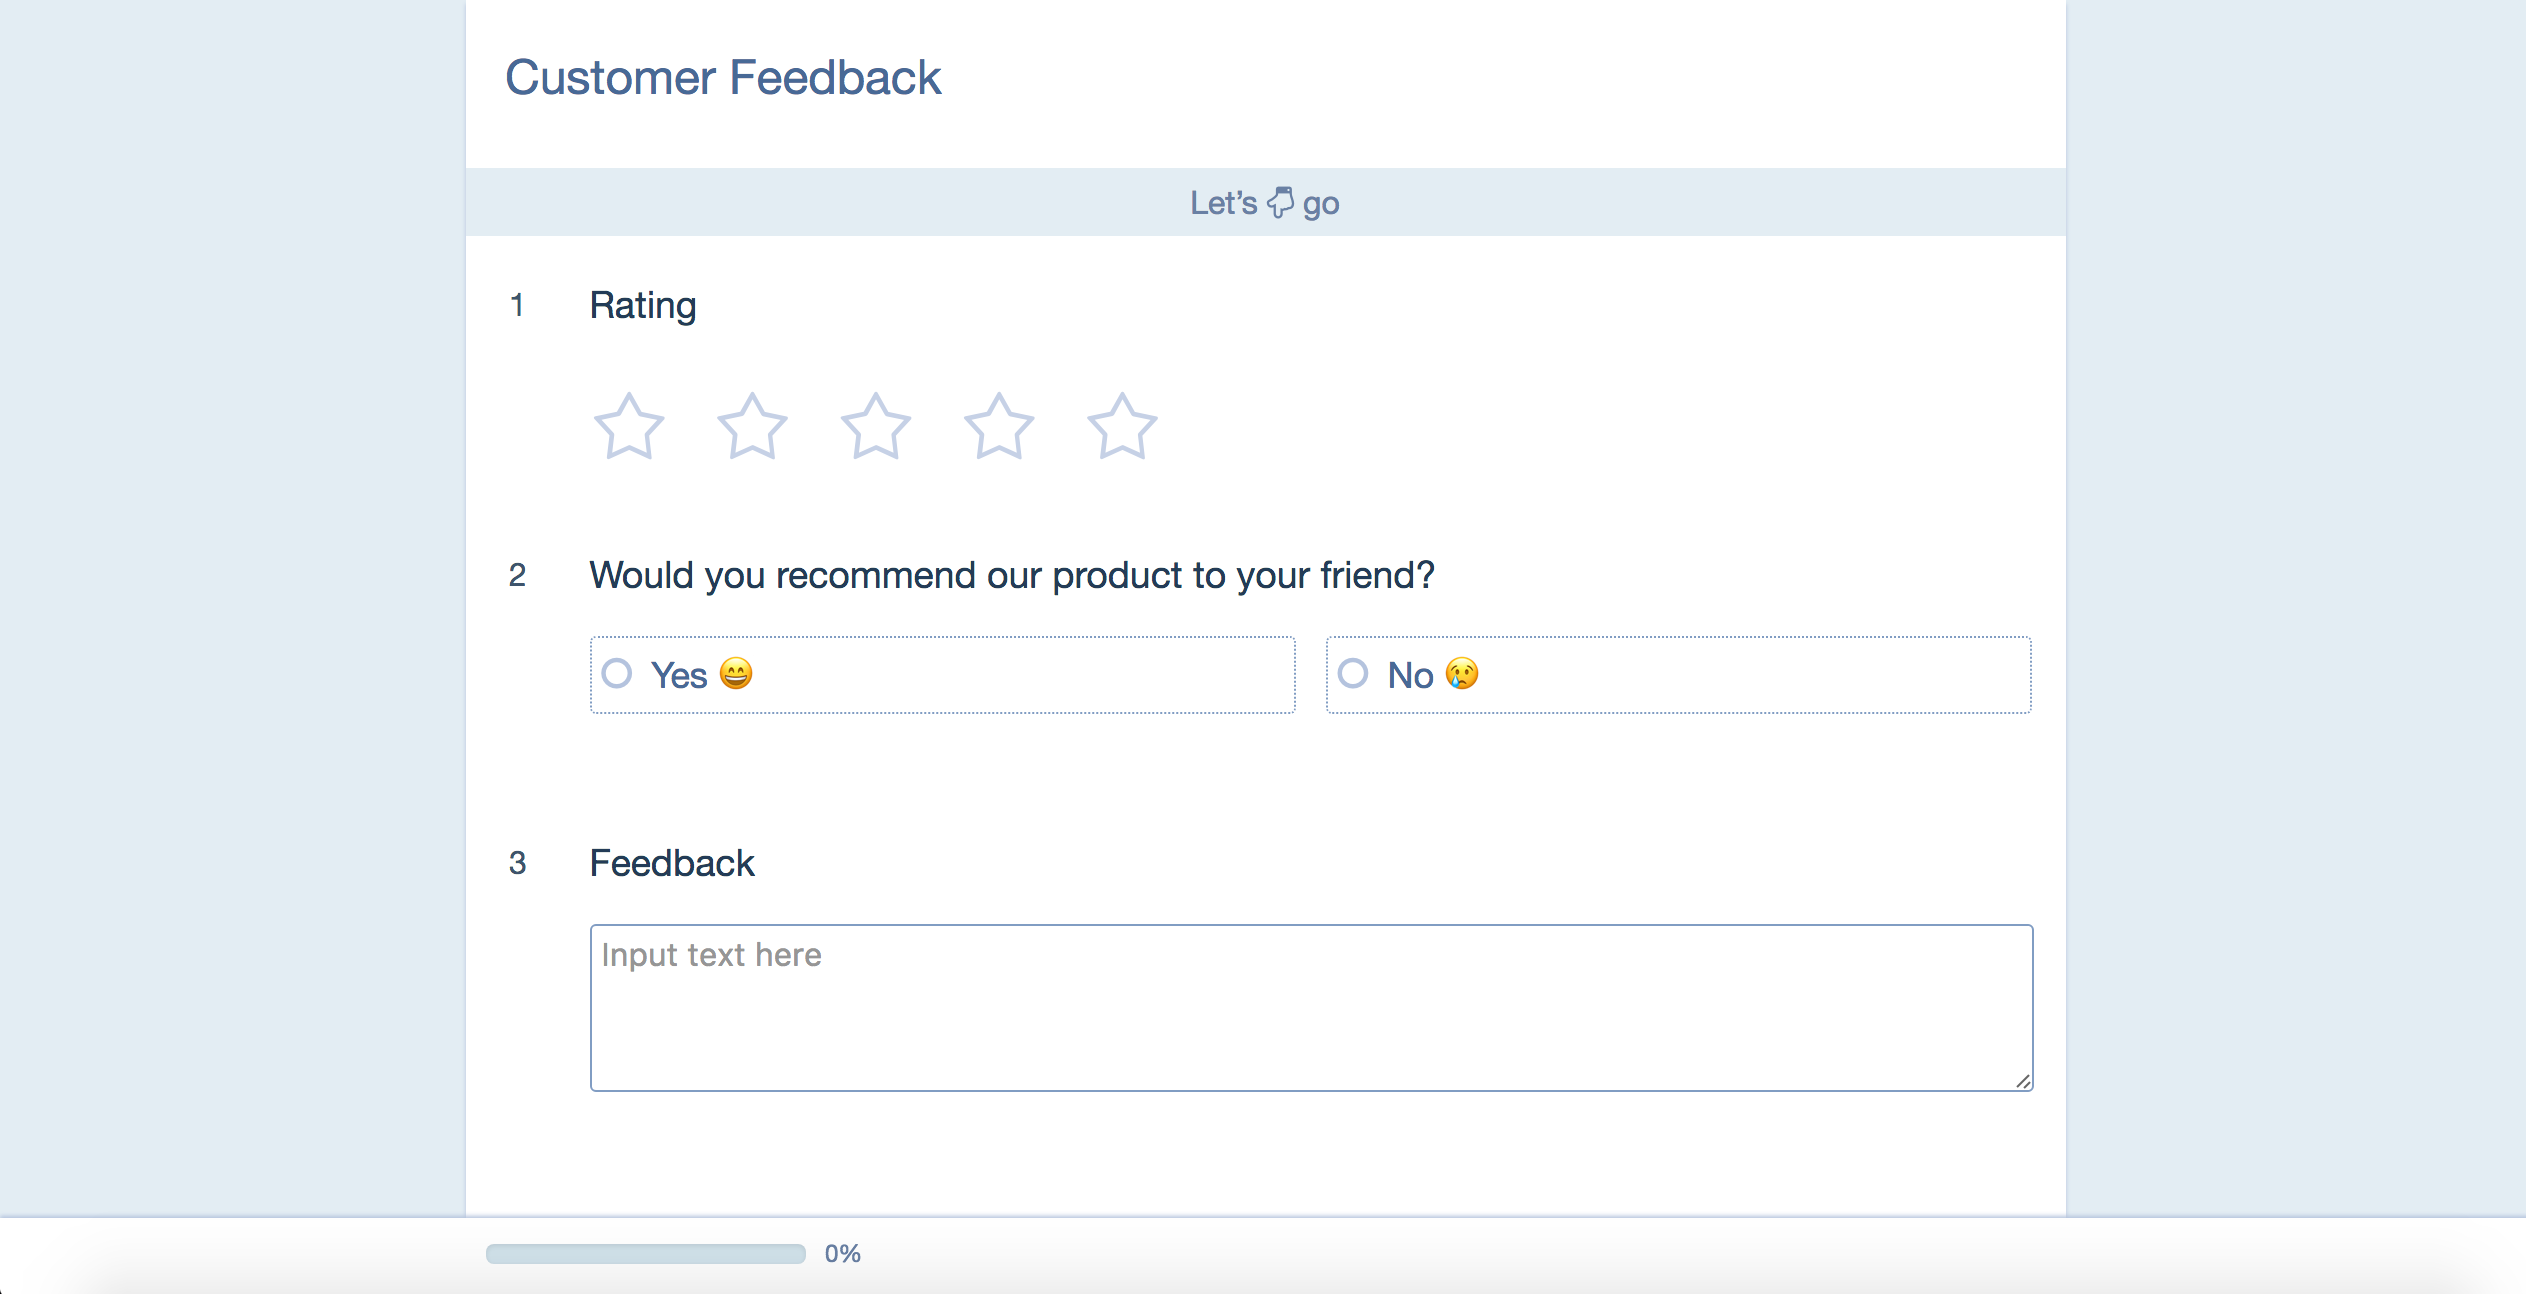 Customer Feedback
Let’s 👇 go
1 Rating
2 Would you recommend our product to your friend?
Yes 😄 No 😢
3 Feedback
Input text here
0%